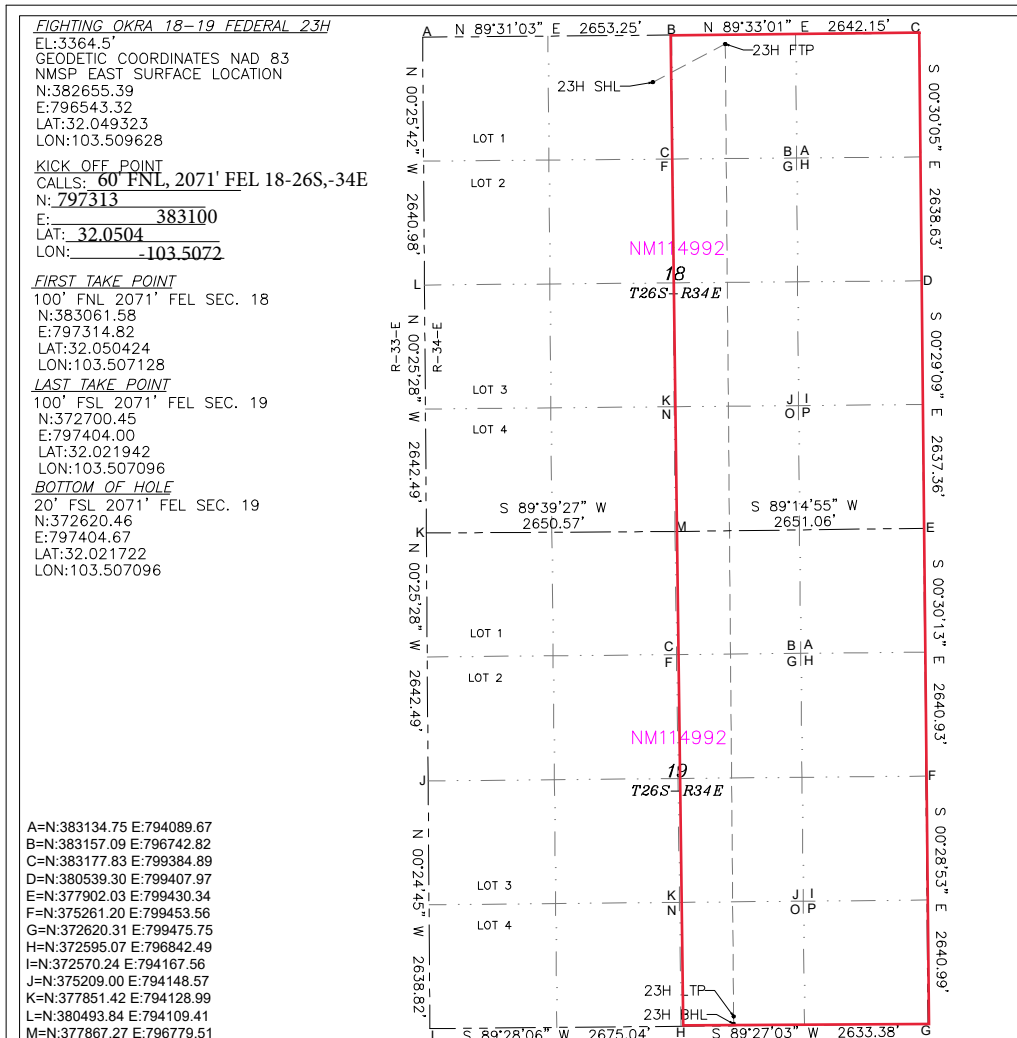 FIGHTING OKRA 18-19 FEDERAL 23H
EL:3364.5'
GEODETIC COORDINATES NAD 83
NMSP EAST SURFACE LOCATION
N:382655.39
E:796543.32
LAT:32.049323
LON:103.509628
KICK OFF POINT
CALLS: 60' FNL, 2071' FEL 18-26S,-34E
N: 797313
E: 383100
LAT: 32.0504
LON: -103.5072
FIRST TAKE POINT
100' FNL 2071' FEL SEC. 18
N:383061.58
E:797314.82
LAT:32.050424
LON:103.507128
LAST TAKE POINT
100' FSL 2071' FEL SEC. 19
N:372700.45
E:797404.00
LAT:32.021942
LON:103.507096
BOTTOM OF HOLE
20' FSL 2071' FEL SEC. 19
N:372620.46
E:797404.67
LAT:32.021722
LON:103.507096
A=N:383134.75 E:794089.67
B=N:383157.09 E:796742.82
C=N:383177.83 E:799384.89
D=N:380539.30 E:799407.97
E=N:377902.03 E:799430.34
F=N:375261.20 E:799453.56
G=N:372620.31 E:799475.75
H=N:372595.07 E:796842.49
I=N:372570.24 E:794167.56
J=N:375209.00 E:794148.57
K=N:377851.42 E:794128.99
L=N:380493.84 E:794109.41
M=N:377867.27 E:796779.51
A N 89°31'03" E 2653.25' B N 89°33'01" E 2642.15' C
23H FTP
23H SHL
N 00°25'42" W 2640.98'
S 00°30'05" E 2638.63'
LOT 1
C B A
F G H
LOT 2
NM114992
18
L D
T26S-R34E
R-33-E
R-34-E
N 00°25'28" W 2642.49'
S 00°29'09" E 2637.36'
LOT 3
K J I
N O P
LOT 4
S 89°39'27" W S 89°14'55" W
2650.57' 2651.06'
K M E
N 00°25'28" W 2642.49'
S 00°30'13" E 2640.93'
LOT 1
C B A
F G H
LOT 2
NM114992
19
J F
T26S-R34E
N 00°24'45" W 2638.82'
S 00°28'53" E 2640.99'
LOT 3
K J I
N O P
LOT 4
23H LTP
23H BHL
I S 89°28'06" W 2675.04' H S 89°27'03" W 2633.38' G